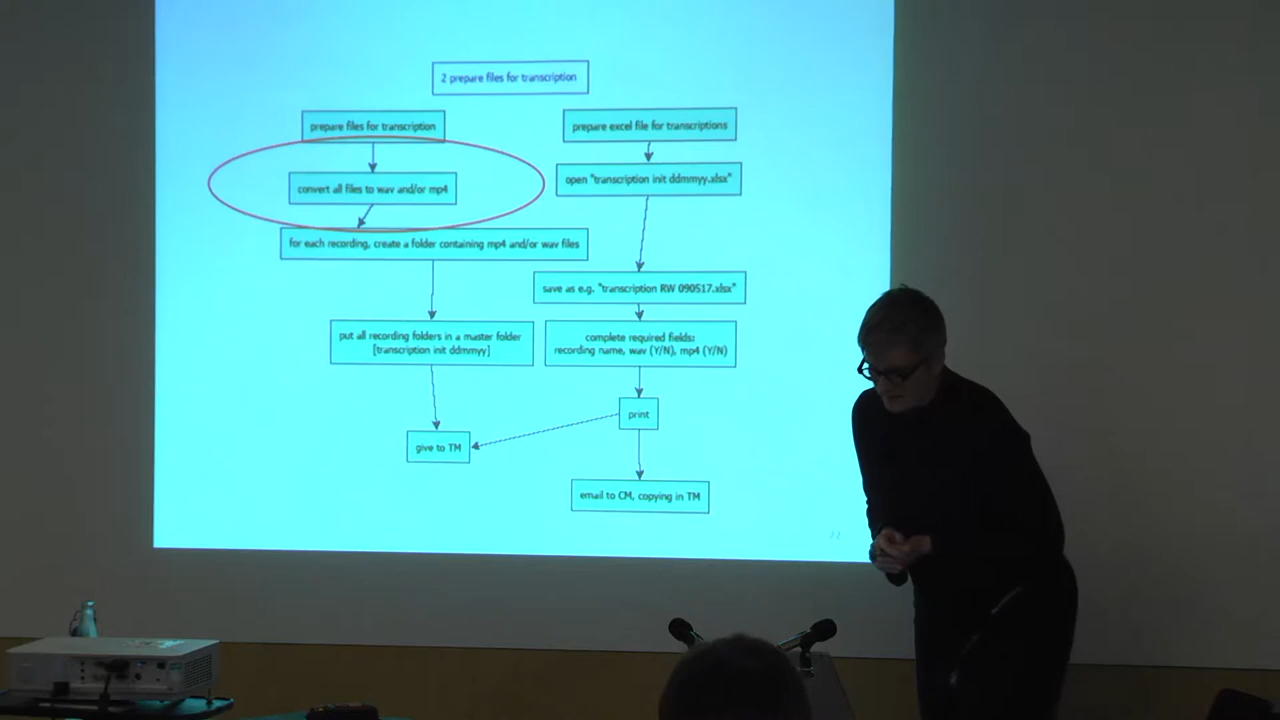 2 prepare files for transcription
prepare files for transcription
convert all files to wav and/or mp4
for each recording, create a folder containing mp4 and/or wav files
put all recording folders in a master folder
[transcription init ddmmyy]
give to TM
prepare excel file for transcriptions
open "transcription init ddmmyy.xlsx"
save as e.g. "transcription RW 090517.xlsx"
complete required fields:
recording name, wav (Y/N), mp4 (Y/N)
print
email to CM, copying in TM